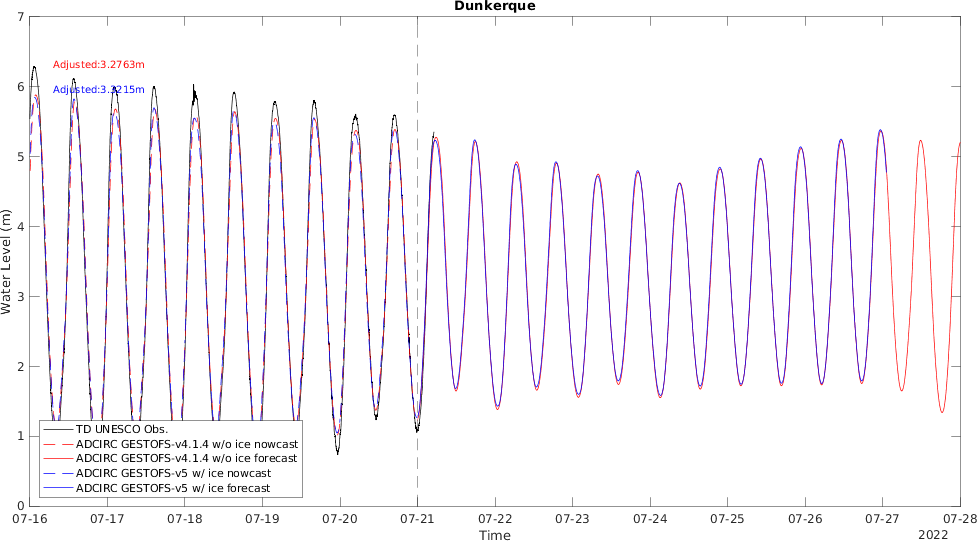 Dunkerque
7
6
5
4
3
2
1
0
Water Level (m)
Adjusted:3.2763m
Adjusted:3.3215m
TD UNESCO Obs.
ADCIRC GESTOFS-v4.1.4 w/o ice nowcast
ADCIRC GESTOFS-v4.1.4 w/o ice forecast
ADCIRC GESTOFS-v5 w/ ice nowcast
ADCIRC GESTOFS-v5 w/ ice forecast
07-16 07-17 07-18 07-19 07-20 07-21 07-22 07-23 07-24 07-25 07-26 07-27 07-28
Time
2022